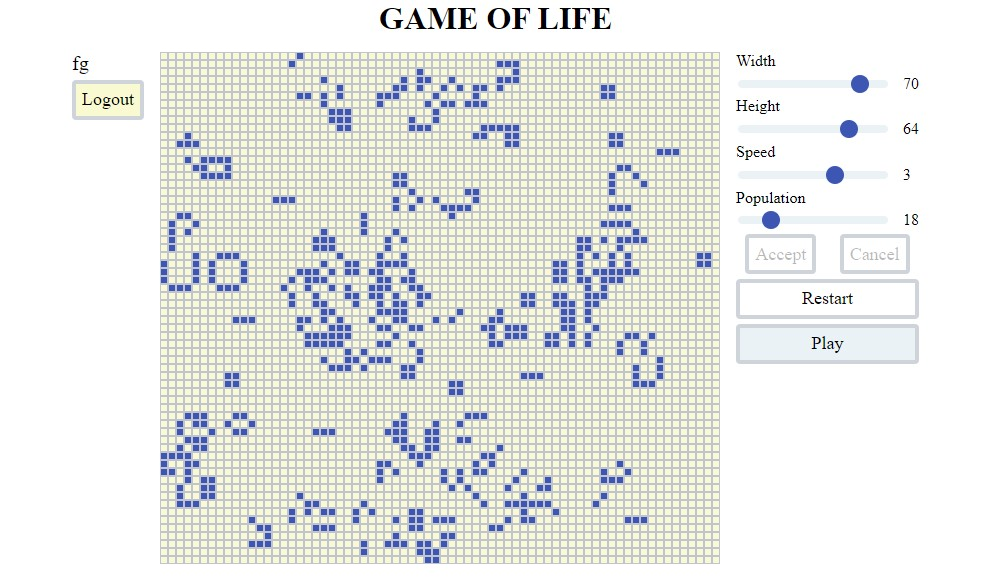 GAME OF LIFE
fg
Logout
Width
70
Height
64
Speed
3
Population
18
Accept
Cancel
Restart
Play